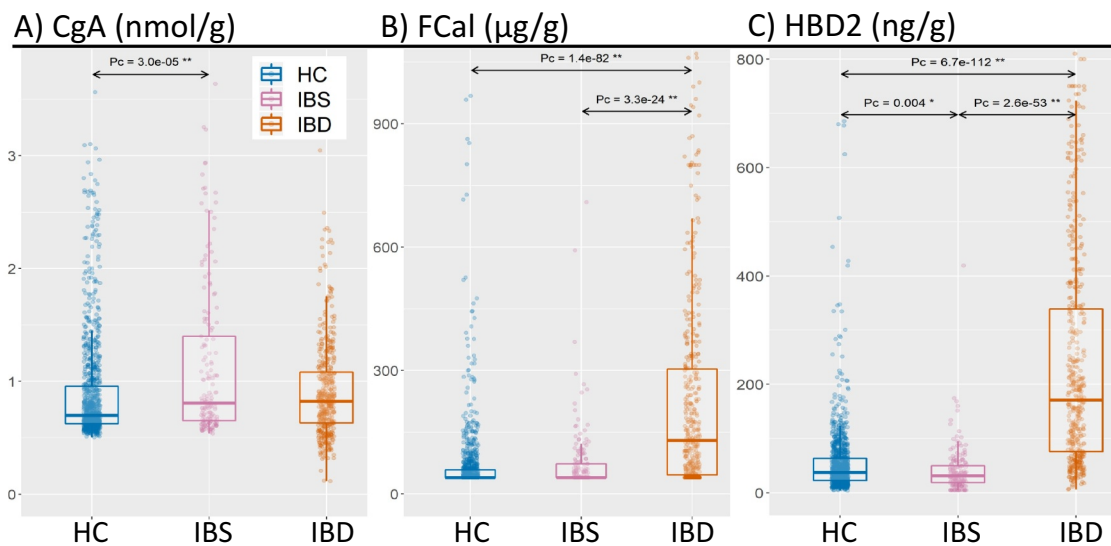 A) CgA (nmol/g)
B) FCal (µg/g)
C) HBD2 (ng/g)
Pc = 3.0e-05 **
HC
IBS
IBD
3
2
1
0
HC
IBS
IBD
Pc = 1.4e-82 **
Pc = 3.3e-24 **
900
600
300
0
HC
IBS
IBD
800
Pc = 6.7e-112 **
Pc = 0.004 *
Pc = 2.6e-53 **
600
400
200
0
HC
IBS
IBD